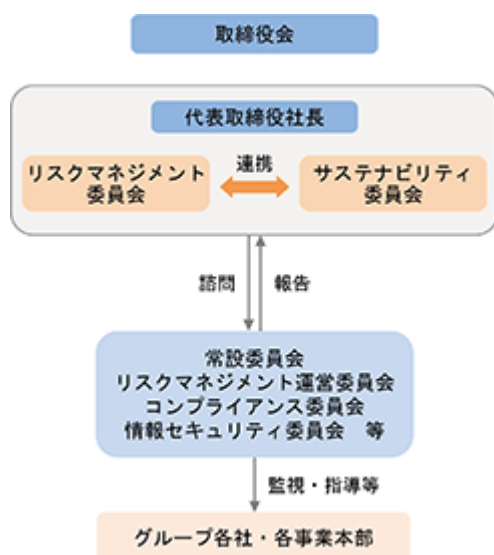 取締役会
代表取締役社長
リスクマネジメント
委員会
連携
サステナビリティ
委員会
諮問
報告
常設委員会
リスクマネジメント運営委員会
コンプライアンス委員会
情報セキュリティ委員会　等
監視・指導等
グループ各社・各事業本部